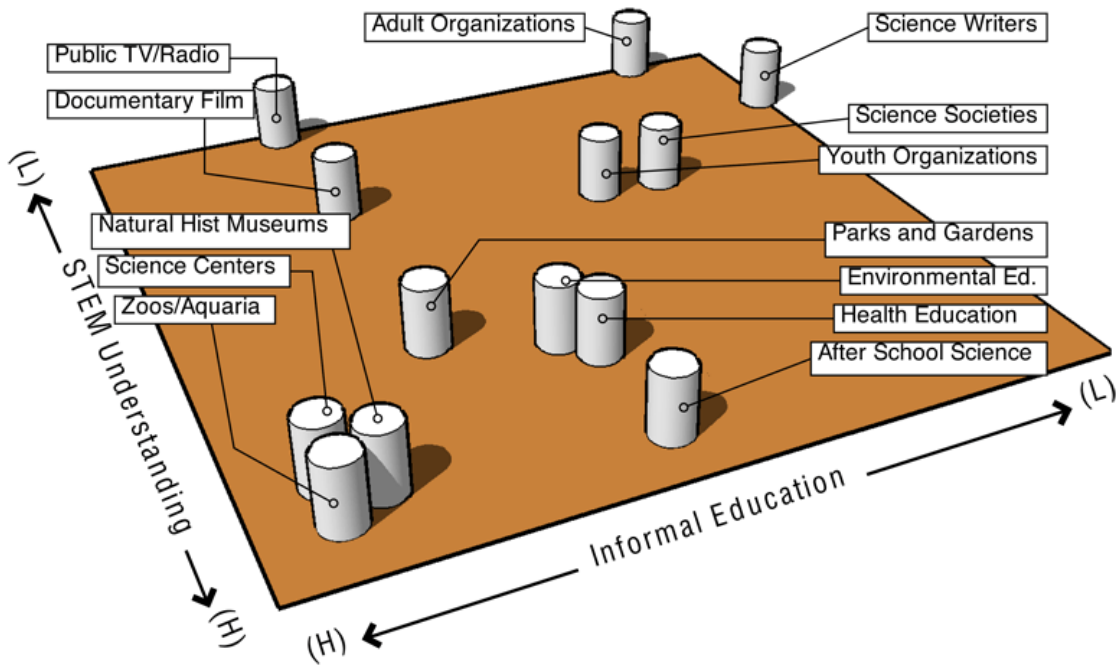 Adult Organizations
Science Writers
Public TV/Radio
Documentary Film
Science Societies
Youth Organizations
(L)
Natural Hist Museums
Parks and Gardens
Science Centers
Environmental Ed.
Zoos/Aquaria
Health Education
After School Science
STEM Understanding
(L)
Informal Education
(H)
(H)